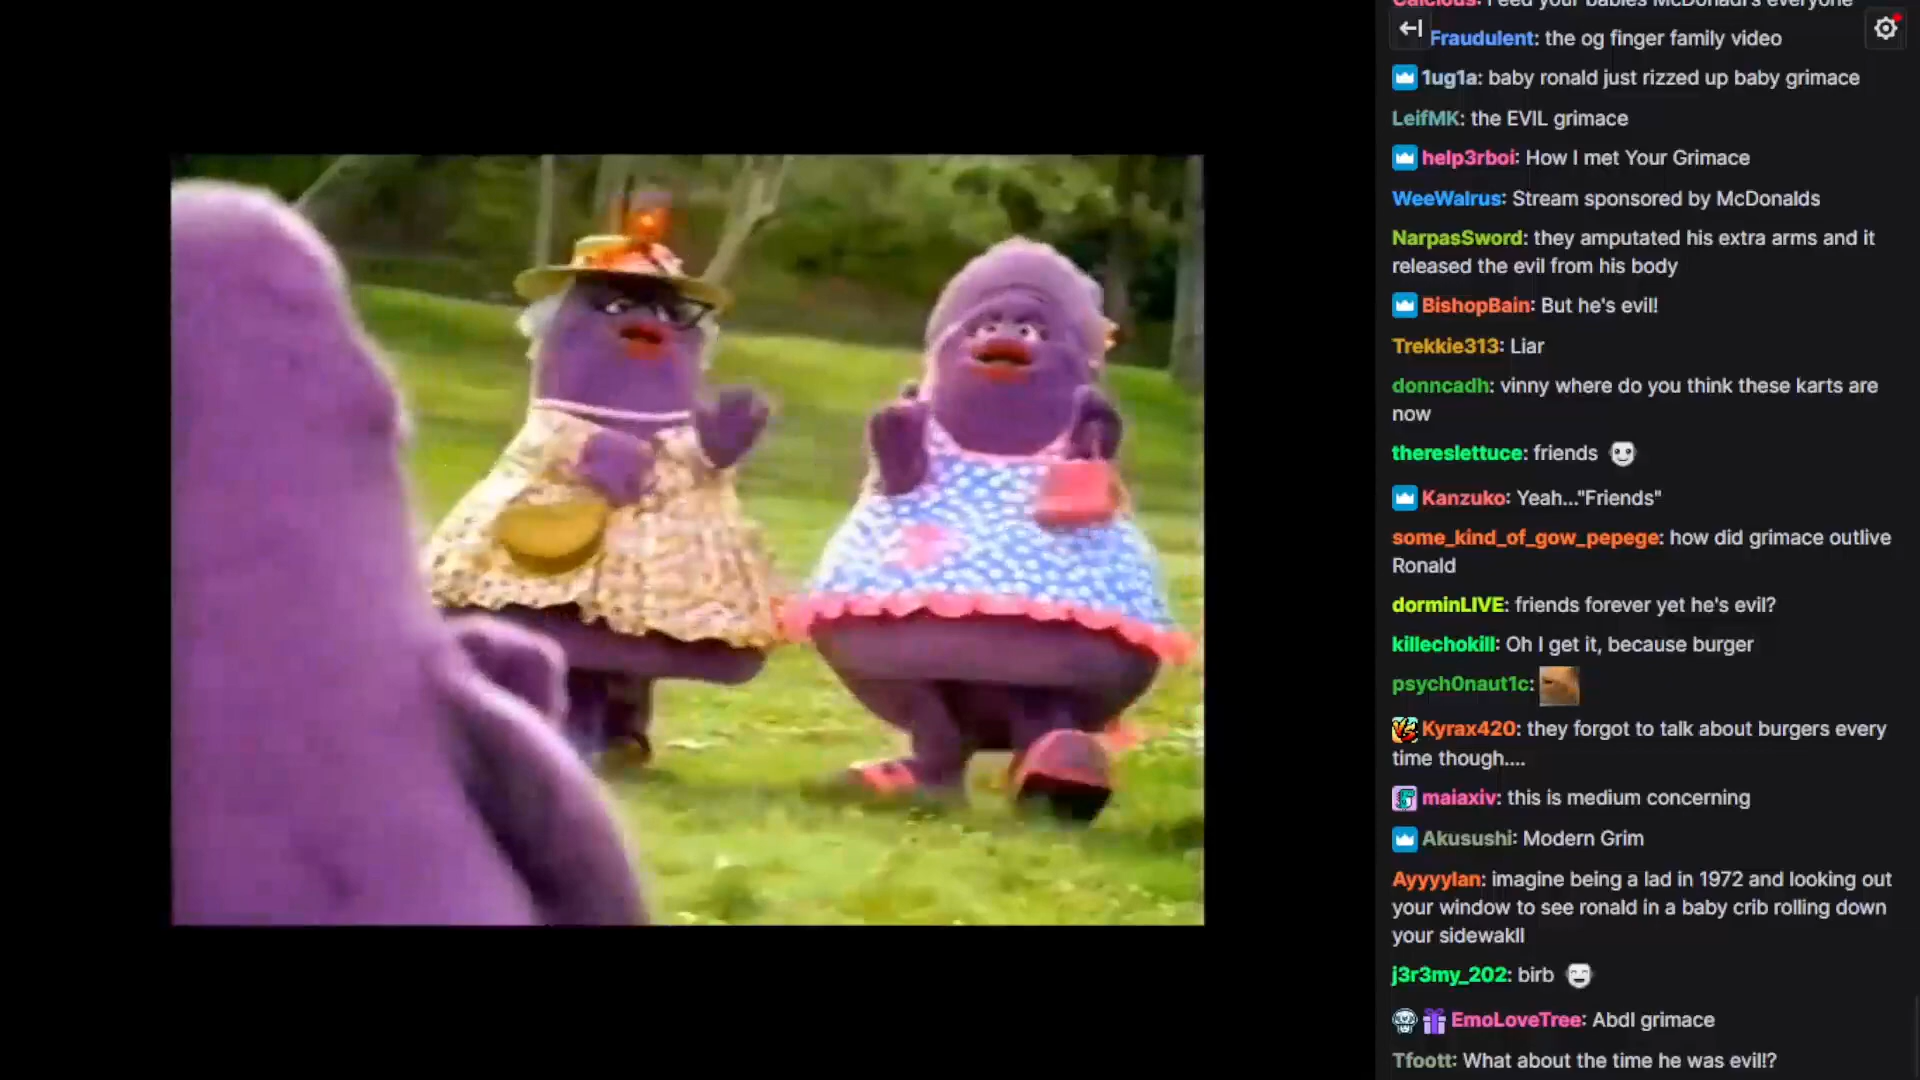 Calcious: Feed your babies McDonadl's everyone
Fraudulent: the og finger family video
1ug1a: baby ronald just rizzed up baby grimace
LeifMK: the EVIL grimace
help3rboi: How I met Your Grimace
WeeWalrus: Stream sponsored by McDonalds
NarpasSword: they amputated his extra arms and it
released the evil from his body
BishopBain: But he's evil!
Trekkie313: Liar
donncadh: vinny where do you think these karts are
now
thereslettuce: friends
Kanzuko: Yeah..."Friends"
some_kind_of_gow_pepege: how did grimace outlive
Ronald
dorminLIVE: friends forever yet he's evil?
killechokill: Oh I get it, because burger
psych0naut1c:
Kyrax420: they forgot to talk about burgers every
time though....
maiaxiv: this is medium concerning
Akusushi: Modern Grim
Ayyyylan: imagine being a lad in 1972 and looking out
your window to see ronald in a baby crib rolling down
your sidewakll
j3r3my_202: birb
EmoLoveTree: Abdl grimace
Tfoott: What about the time he was evil!?